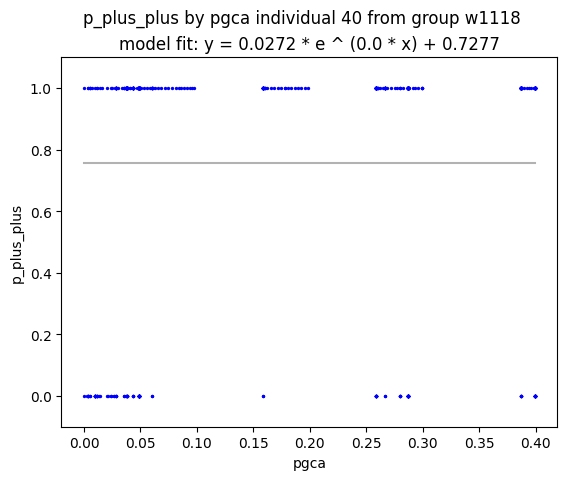 p_plus_plus by pgca individual 40 from group w1118
model fit: y = 0.0272 * e ^ (0.0 * x) + 0.7277
1.0
0.8
0.6
0.4
0.2
0.0
p_plus_plus
0.00 0.05 0.10 0.15 0.20 0.25 0.30 0.35 0.40
pgca